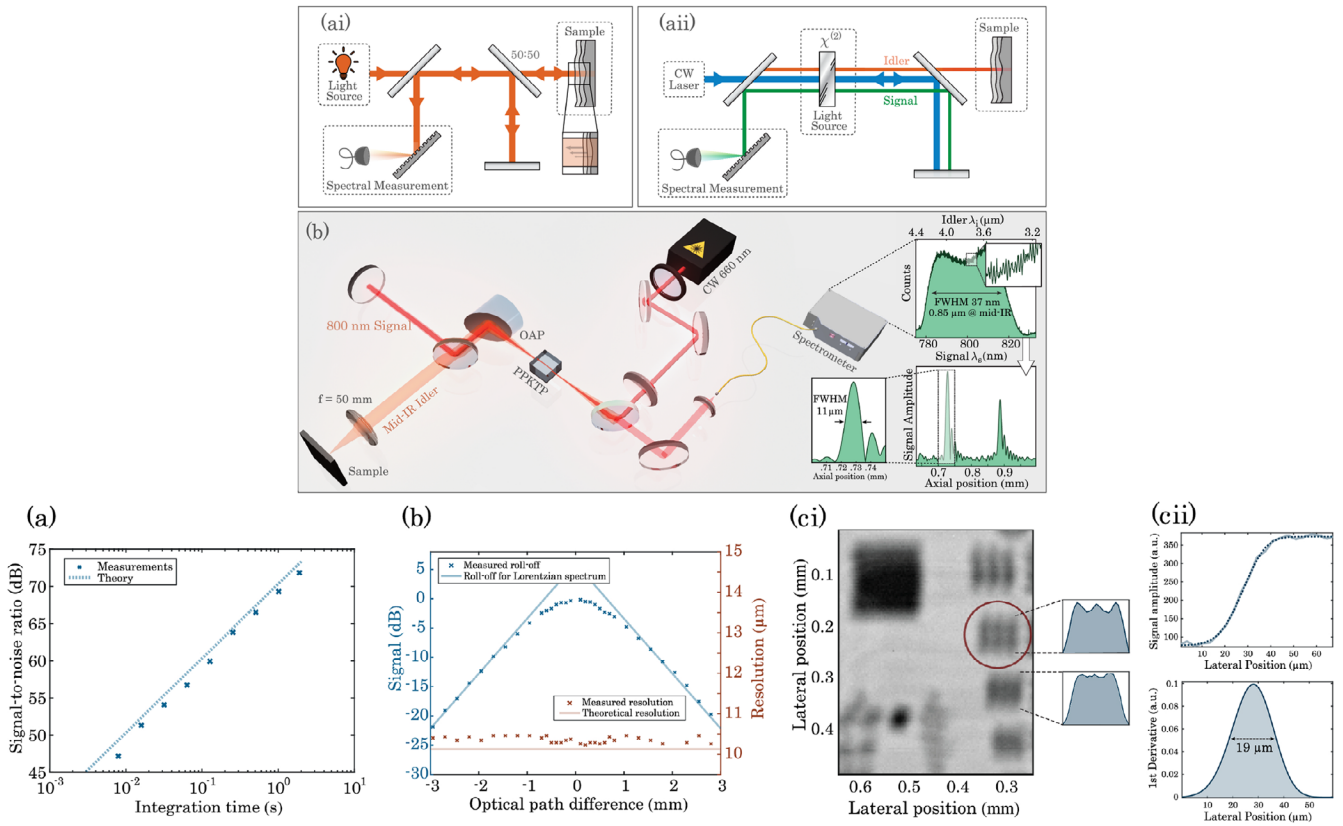 (ai)
Light
Source
50:50
Sample
Spectral Measurement
(aii)
CW
Laser
χ(2)
Idler
Signal
Light
Source
Sample
Spectral Measurement
(b)
800 nm Signal
f = 50 mm
Mid-IR Idler
Sample
OAP
PPKTP
CW 660 nm
Spectrometer
Idler λi(μm)
4.4 4.0 3.6 3.2
Counts
FWHM 37 nm
0.85 μm @ mid-IR
780 800 820
Signal λs(nm)
FWHM
11 μm
.71 .72 .73 .74
Axial position (mm)
Signal Amplitude
0.7 0.8 0.9
Axial position (mm)
(a)
Signal-to-noise ratio (dB)
75
70
65
60
55
50
45
Measurements
Theory
10-3 10-2 10-1 100 101
Integration time (s)
(b)
Signal (dB)
8
5
0
-5
-10
-15
-20
-25
-30
Measured roll-off
Roll-off for Lorentzian spectrum
Measured resolution
Theoretical resolution
-3 -2 -1 0 1 2 3
Optical path difference (mm)
15
14
13
12
11
10
Resolution (μm)
(ci)
Lateral position (mm)
0.1
0.2
0.3
0.4
0.6 0.5 0.4 0.3
Lateral position (mm)
(cii)
Signal amplitude (a.u.)
350
300
250
200
150
100
10 20 30 40 50 60
Lateral Position (μm)
1st Derivative (a.u.)
0.1
0.08
0.06
0.04
0.02
0
19 μm
10 20 30 40 50 60
Lateral Position (μm)